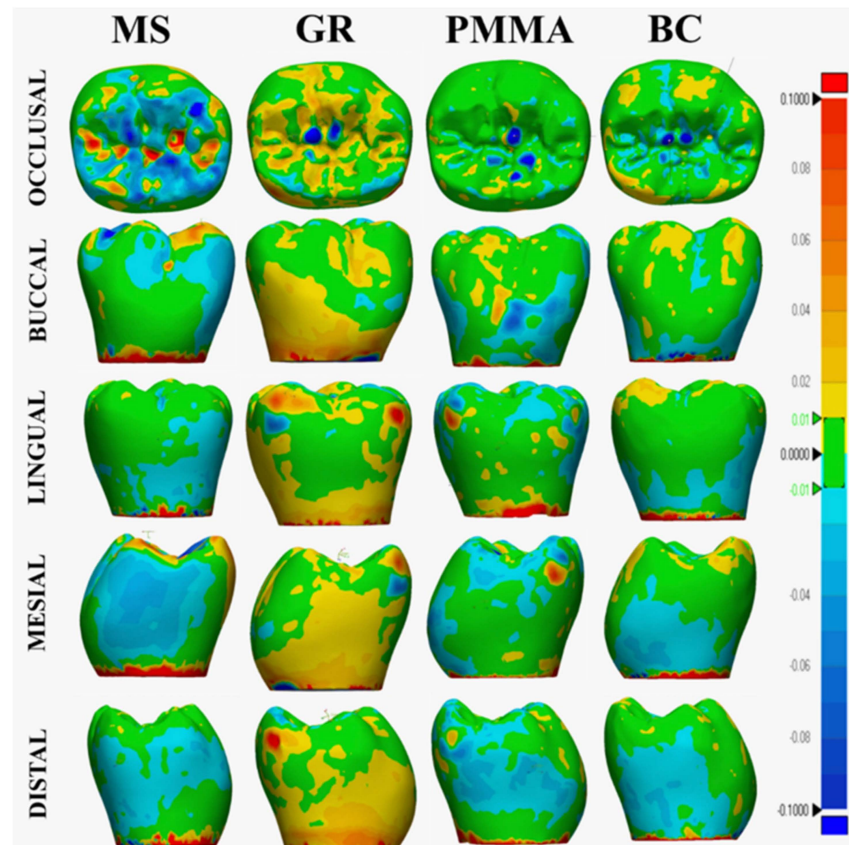 MS GR PMMA BC
OCCLUSAL
BUCCAL
LINGUAL
MESIAL
DISTAL
0.1000
0.08
0.06
0.04
0.02
0.01
0.0000
-0.01
-0.04
-0.06
-0.08
-0.1000